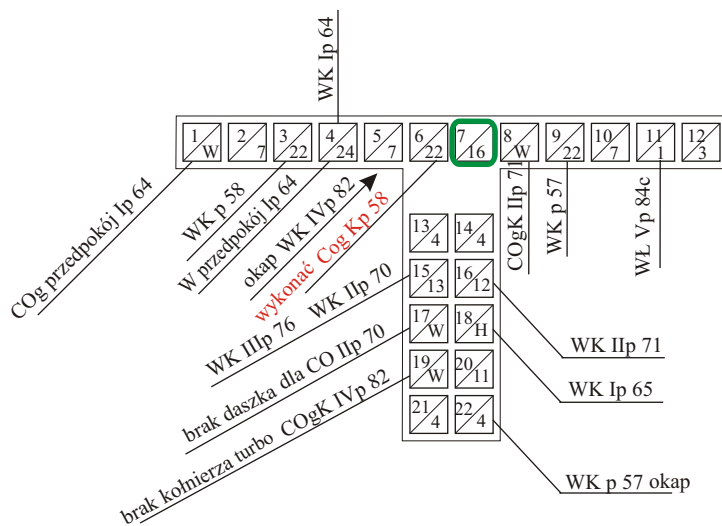 WK Ip 64
1 W 2 7 3 22 4 24 5 7 6 22 7 16 8 W 9 22 10 7 11 1 12 3
COg przedpokój Ip 64
WK p 58
W przedpokój Ip 64
okap WK IVp 82
wykonać Cog Kp 58
COgK IIp 71
WK p 57
WŁ Vp 84c
13 4 14 4
15 13 16 12
17 W 18 H
19 W 20 11
21 4 22 4
WK IIIp 76 WK IIp 70
brak daszka dla CO IIp 70
brak kołnierza turbo COgK IVp 82
WK IIp 71
WK Ip 65
WK p 57 okap